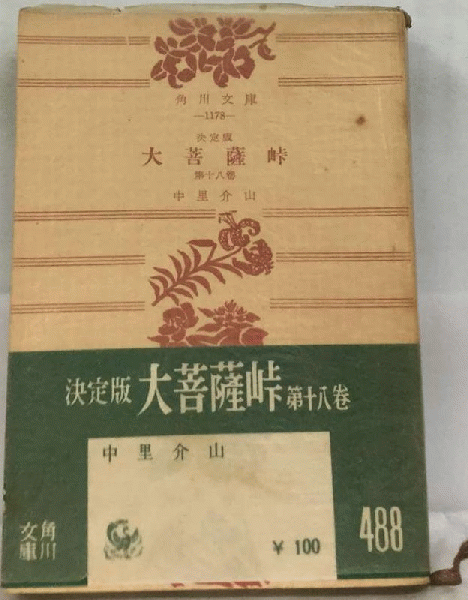 角川文庫
—1178—
決定版
大菩薩峠
第十八巻
中里介山
決定版 大菩薩峠 第十八巻
中里介山
角川文庫
¥ 100
488